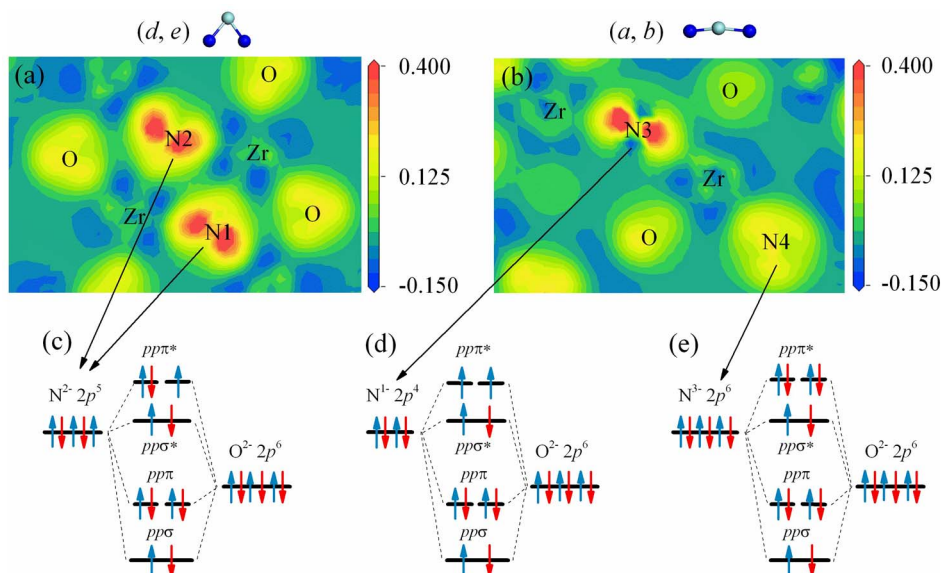 (d, e)
(a, b)
(a)
O
N2
O
Zr
Zr
O
N1
0.400
0.125
-0.150
(b)
Zr
N3
O
Zr
O
N4
0.400
0.125
-0.150
(c)
ppπ*
N²⁻ 2p⁵
ppσ*
O²⁻ 2p⁶
ppπ
ppσ
(d)
ppπ*
N¹⁻ 2p⁴
ppσ*
O²⁻ 2p⁶
ppπ
ppσ
(e)
ppπ*
N³⁻ 2p⁶
ppσ*
O²⁻ 2p⁶
ppπ
ppσ